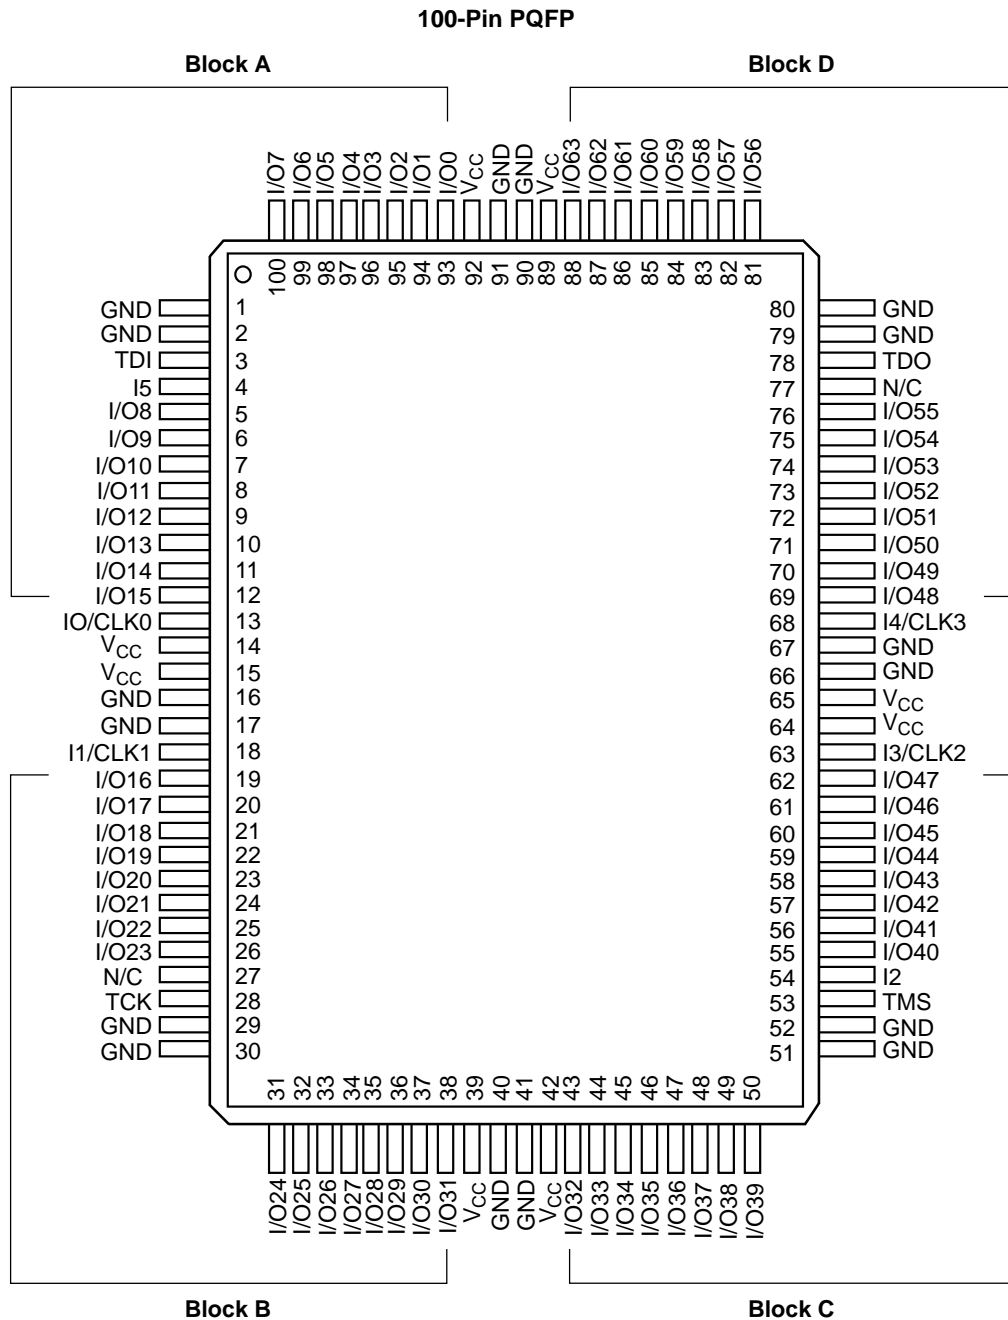 100-Pin PQFP
Block A
Block D
I/O7
I/O6
I/O5
I/O4
I/O3
I/O2
I/O1
I/O0
VCC
GND
GND
VCC
I/O63
I/O62
I/O61
I/O60
I/O59
I/O58
I/O57
I/O56
100
99
98
97
96
95
94
93
92
91
90
89
88
87
86
85
84
83
82
81
GND 1
GND 2
TDI 3
I5 4
I/O8 5
I/O9 6
I/O10 7
I/O11 8
I/O12 9
I/O13 10
I/O14 11
I/O15 12
IO/CLK0 13
VCC 14
VCC 15
GND 16
GND 17
I1/CLK1 18
I/O16 19
I/O17 20
I/O18 21
I/O19 22
I/O20 23
I/O21 24
I/O22 25
I/O23 26
N/C 27
TCK 28
GND 29
GND 30
80 GND
79 GND
78 TDO
77 N/C
76 I/O55
75 I/O54
74 I/O53
73 I/O52
72 I/O51
71 I/O50
70 I/O49
69 I/O48
68 I4/CLK3
67 GND
66 GND
65 VCC
64 VCC
63 I3/CLK2
62 I/O47
61 I/O46
60 I/O45
59 I/O44
58 I/O43
57 I/O42
56 I/O41
55 I/O40
54 I2
53 TMS
52 GND
51 GND
31
32
33
34
35
36
37
38
39
40
41
42
43
44
45
46
47
48
49
50
I/O24
I/O25
I/O26
I/O27
I/O28
I/O29
I/O30
I/O31
VCC
GND
GND
VCC
I/O32
I/O33
I/O34
I/O35
I/O36
I/O37
I/O38
I/O39
Block B
Block C